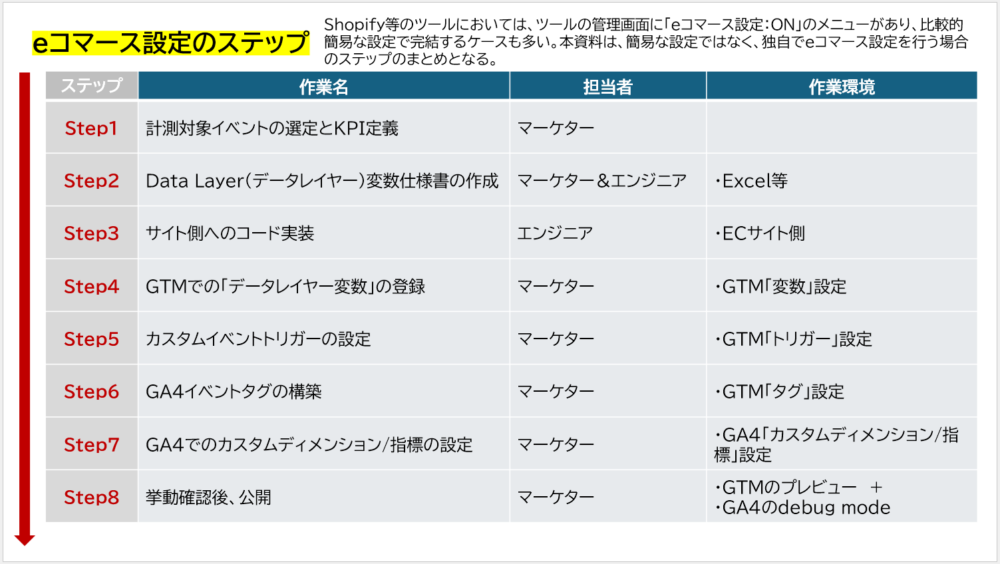 eコマース設定のステップ
Shopify等のツールにおいては、ツールの管理画面に「eコマース設定：ON」のメニューがあり、比較的
簡易な設定で完結するケースも多い。本資料は、簡易な設定ではなく、独自でeコマース設定を行う場合
のステップのまとめとなる。
ステップ 作業名 担当者 作業環境
Step1 計測対象イベントの選定とKPI定義 マーケター
Step2 Data Layer（データレイヤー）変数仕様書の作成 マーケター＆エンジニア ・Excel等
Step3 サイト側へのコード実装 エンジニア ・ECサイト側
Step4 GTMでの「データレイヤー変数」の登録 マーケター ・GTM「変数」設定
Step5 カスタムイベントトリガーの設定 マーケター ・GTM「トリガー」設定
Step6 GA4イベントタグの構築 マーケター ・GTM「タグ」設定
Step7 GA4でのカスタムディメンション/指標の設定 マーケター ・GA4「カスタムディメンション/指
標」設定
Step8 挙動確認後、公開 マーケター ・GTMのプレビュー　＋
・GA4のdebug mode